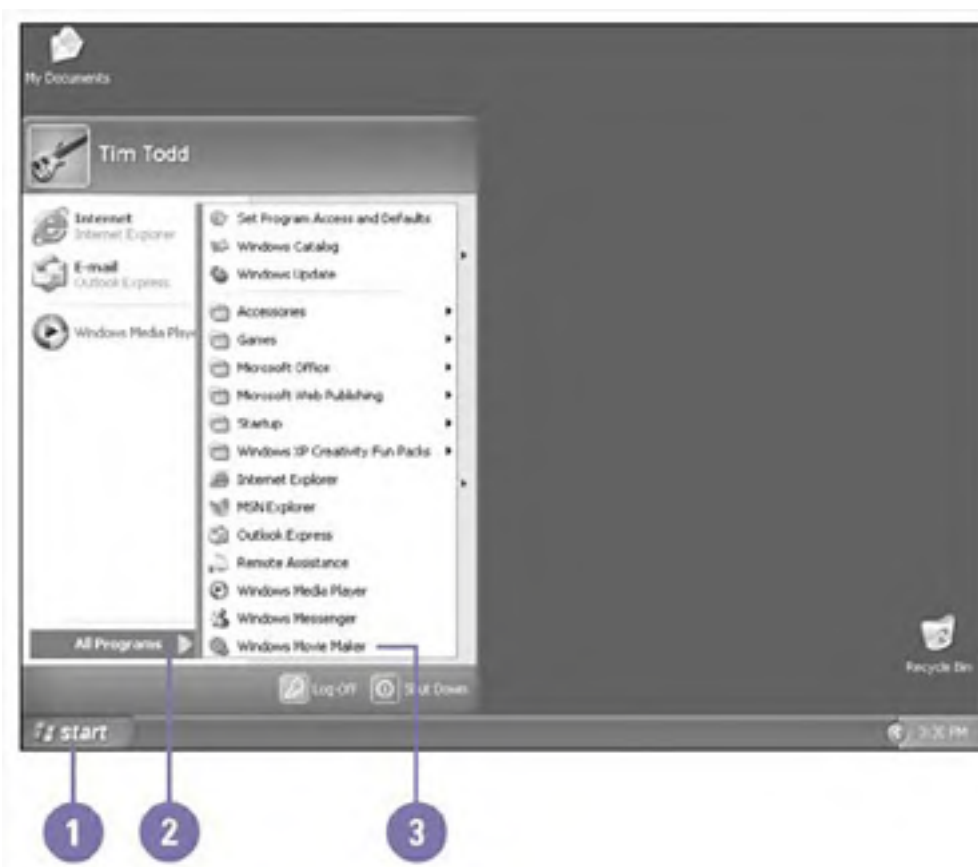 My Documents
Tim Todd
Internet
Internet Explorer
E-mail
Outlook Express
Windows Media Playe
All Programs
Set Program Access and Defaults
Windows Catalog
Windows Update
Accessories
Games
Microsoft Office
Microsoft Web Publishing
Startup
Windows XP Creativity Fun Packs
Internet Explorer
MSN Explorer
Outlook Express
Remote Assistance
Windows Media Player
Windows Messenger
Windows Movie Maker
Log Off
Shut Down
Recycle Bin
start
PM
1
2
3